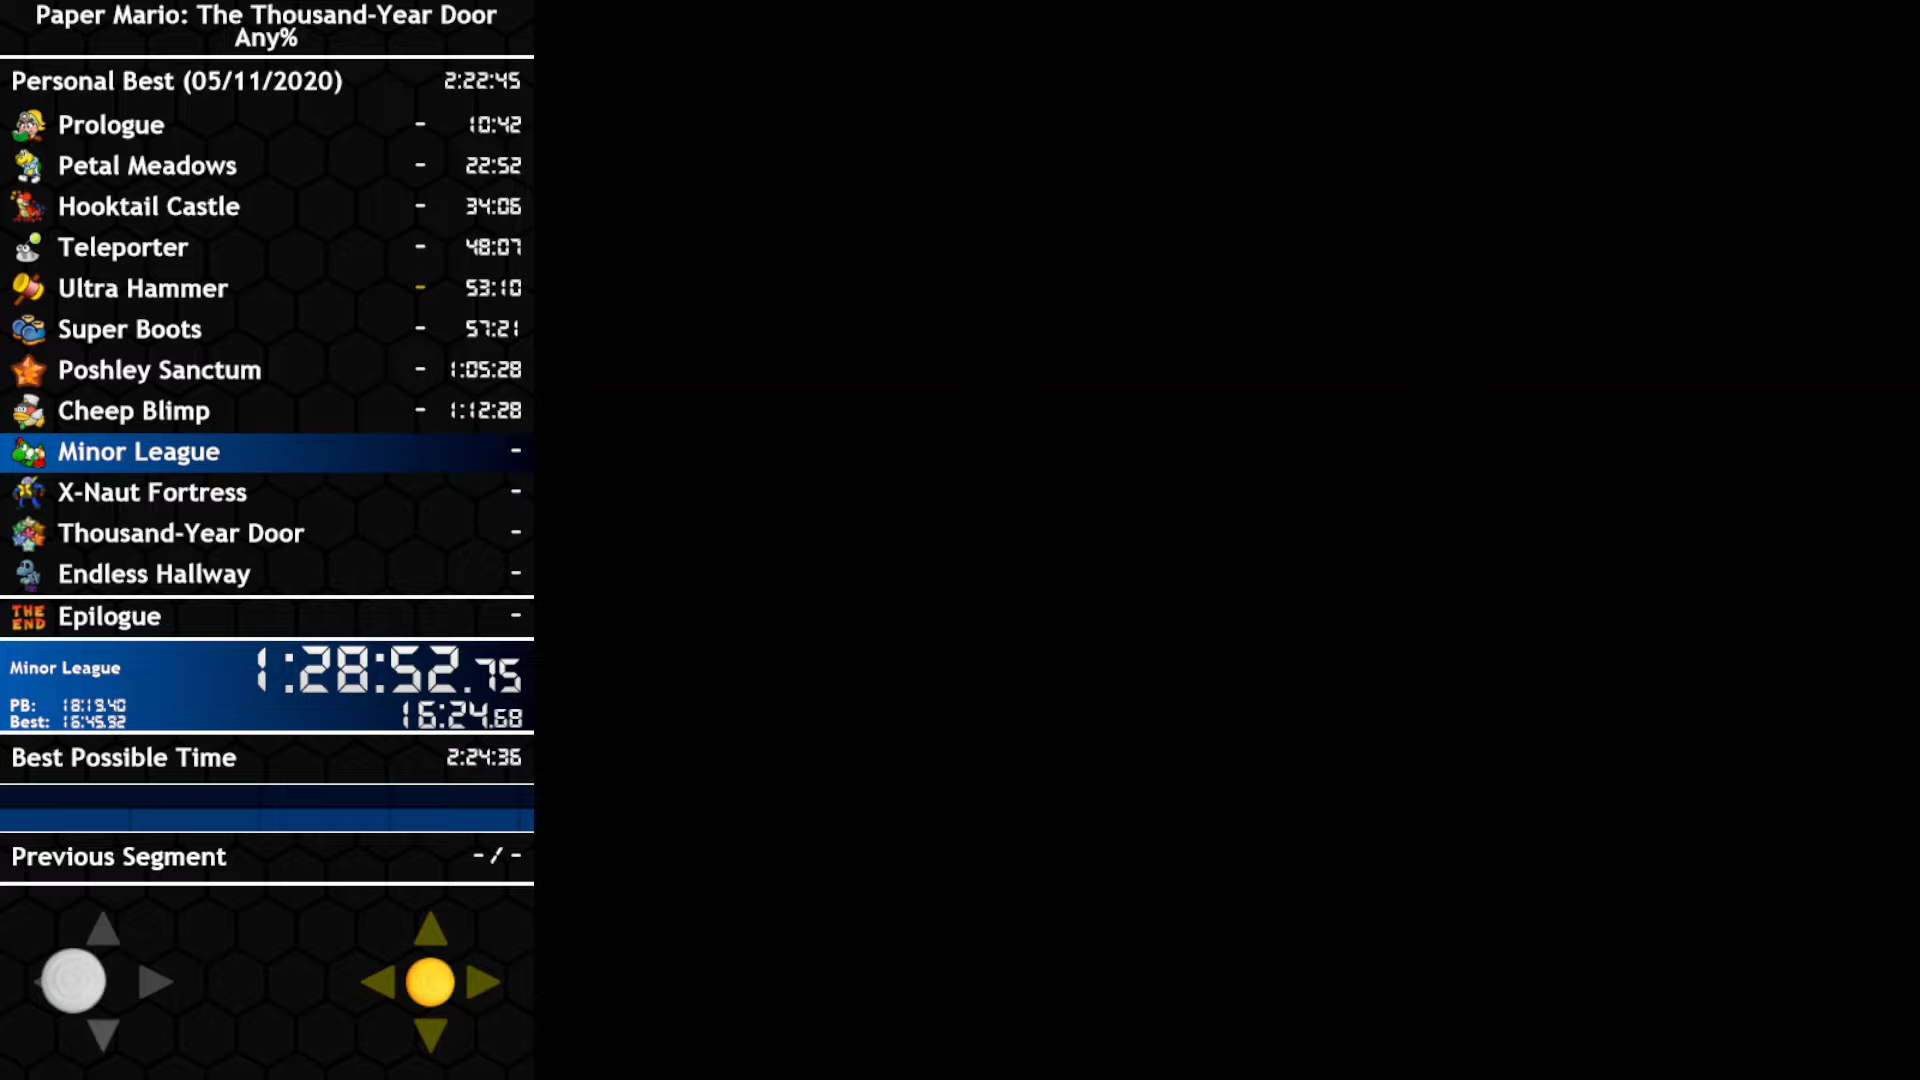 Paper Mario: The Thousand-Year Door
Any%
Personal Best (05/11/2020) 2:22:45
Prologue - 10:42
Petal Meadows - 22:52
Hooktail Castle - 34:06
Teleporter - 48:07
Ultra Hammer - 53:10
Super Boots - 57:21
Poshley Sanctum - 1:05:28
Cheep Blimp - 1:12:28
Minor League -
X-Naut Fortress -
Thousand-Year Door -
Endless Hallway -
THE END Epilogue -
Minor League 1:28:52.75
PB: 18:19.40
Best: 16:45.92 16:24.68
Best Possible Time 2:24:36
Previous Segment - / -